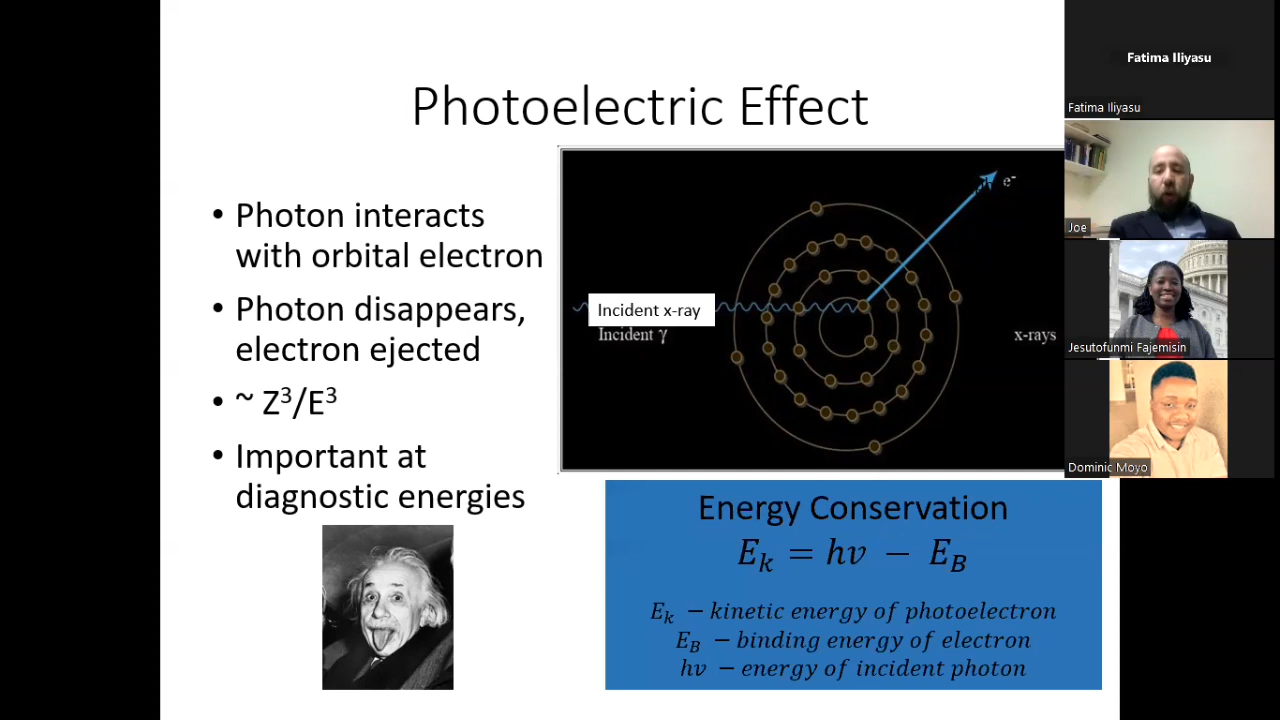 Photoelectric Effect
• Photon interacts
with orbital electron
• Photon disappears,
electron ejected
• ~ Z³/E³
• Important at
diagnostic energies
e⁻
Incident x-ray
Incident γ
x-rays
Energy Conservation
E_k = hν − E_B
E_k − kinetic energy of photoelectron
E_B − binding energy of electron
hν − energy of incident photon
Fatima Iliyasu
Fatima Iliyasu
Joe
Jesutofunmi Fajemisin
Dominic Moyo